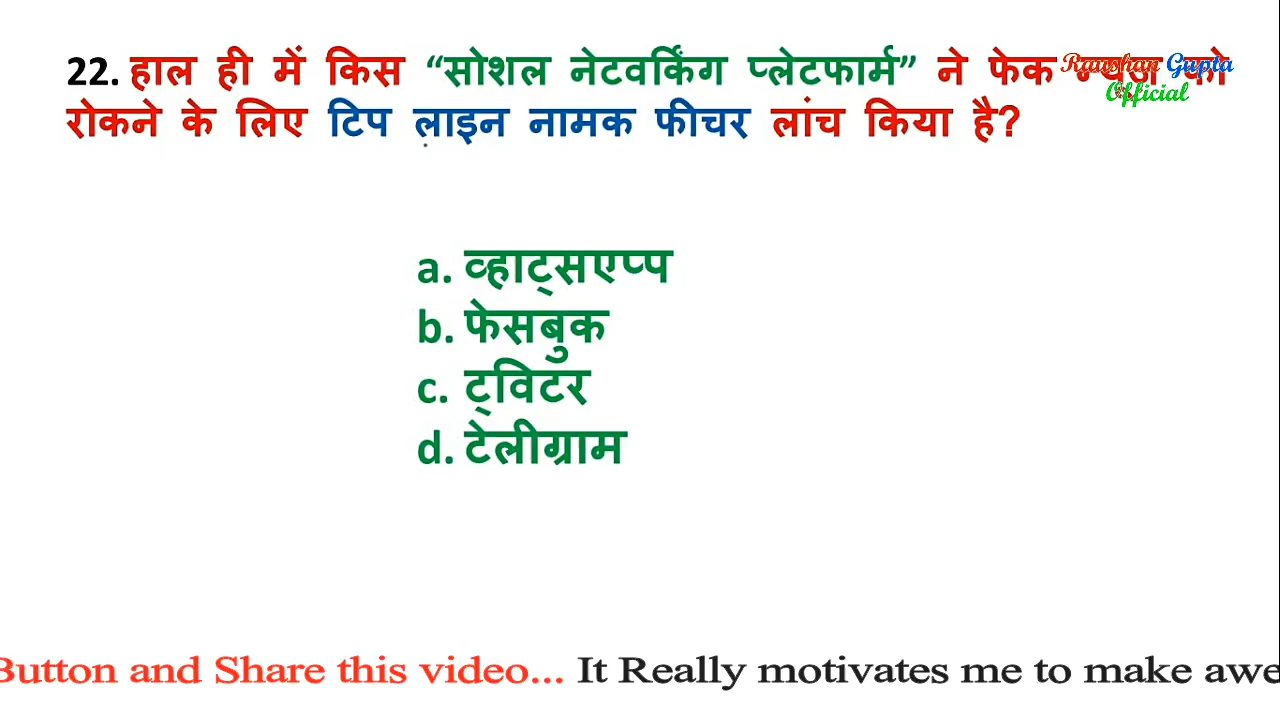 22. हाल ही में किस “सोशल नेटवर्किंग प्लेटफार्म” ने फेक को
Raushan Gupta
Official
रोकने के लिए टिप लाइन नामक फीचर लांच किया है?
a. व्हाट्सएप्प
b. फेसबुक
c. ट्विटर
d. टेलीग्राम
Button and Share this video... It Really motivates me to make awe